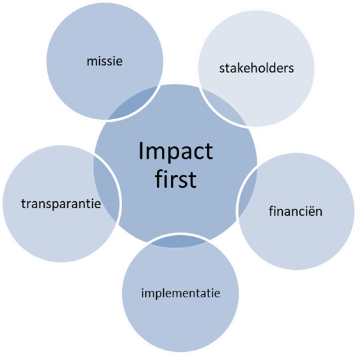 missie
stakeholders
Impact
first
transparantie
financiën
implementatie